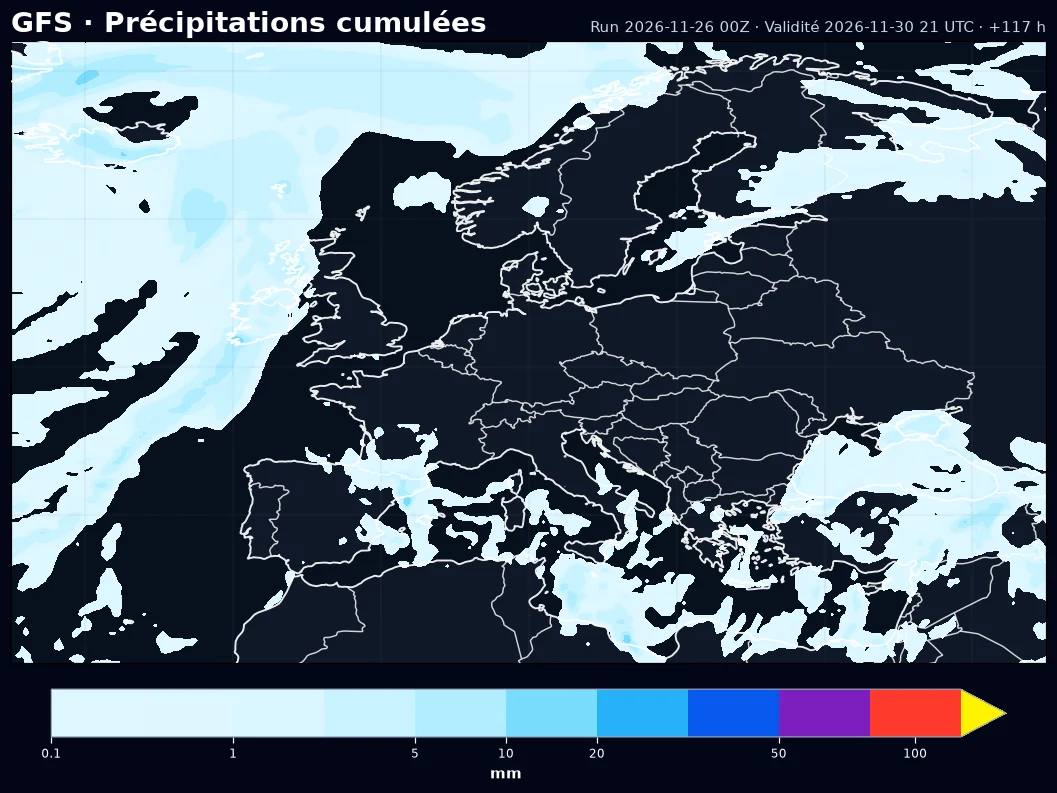 GFS · Précipitations cumulées
Run 2026-11-26 00Z · Validité 2026-11-30 21 UTC · +117 h
0.1 1 5 10 20 50 100
mm